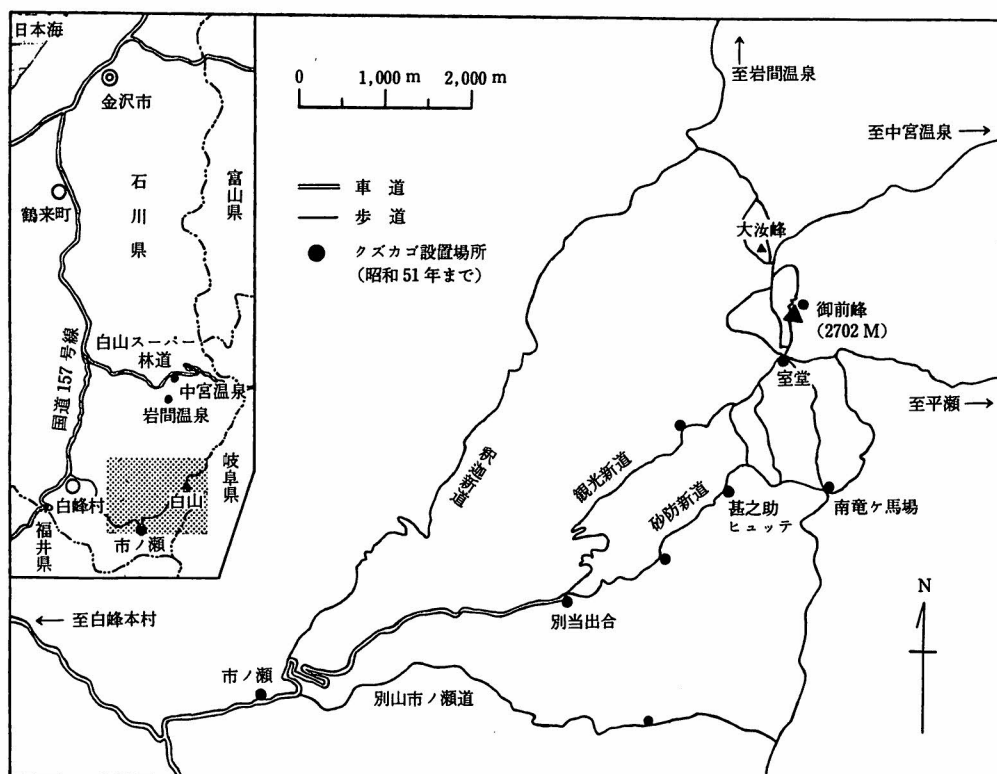 日本海
金沢市
鶴来町
石川県
富山県
国道157号線
白山スーパー
林道
中宮温泉
岩間温泉
岐阜県
白峰村
白山
市ノ瀬
福井県
0 1,000 m 2,000 m
車 道
歩 道
クズカゴ設置場所
(昭和51年まで)
至岩間温泉
至中宮温泉
大汝峰
御前峰
(2702 M)
室堂
至平瀬
釈迦新道
観光新道
砂防新道
甚之助
ヒュッテ
南竜ケ馬場
別当出合
N
至白峰本村
市ノ瀬
別山市ノ瀬道